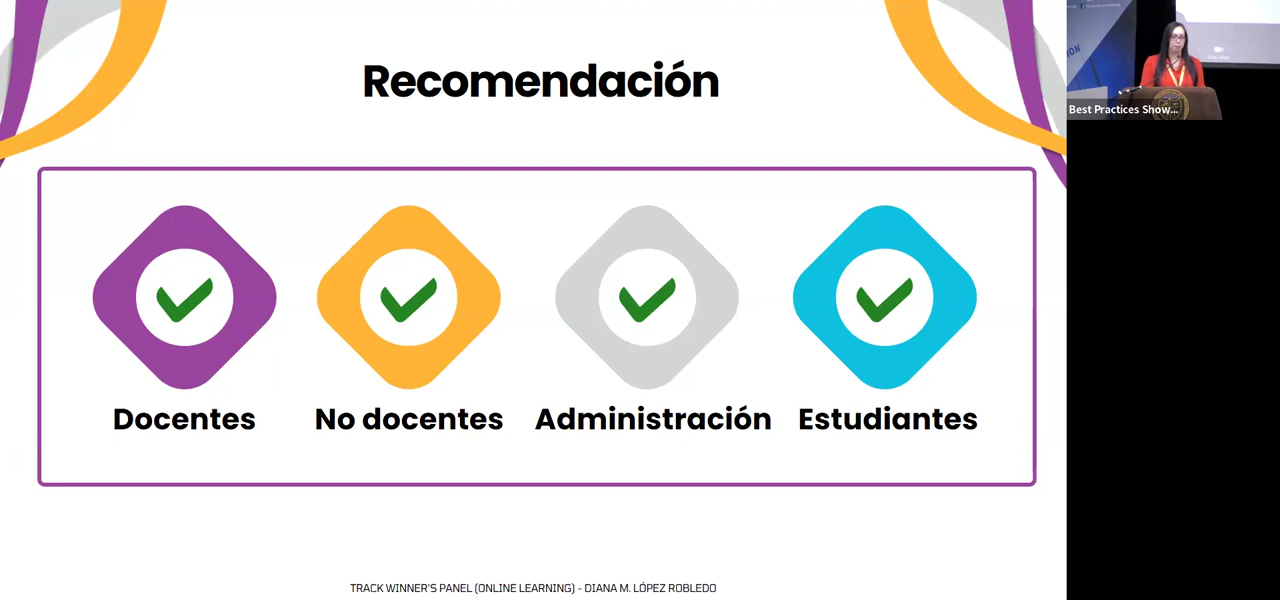 Recomendación
Docentes
No docentes
Administración
Estudiantes
TRACK WINNER'S PANEL (ONLINE LEARNING) - DIANA M. LÓPEZ ROBLEDO
Best Practices Show...